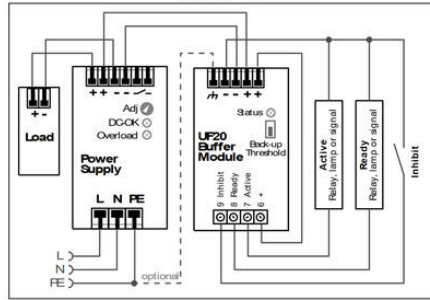 + + - -
⏚ - - + +
+ -
Load
Adj
DC-OK
Overload
Power
Supply
L N PE
Status
Back-up
Threshold
UF20
Buffer
Module
9 Inhibit
8 Ready
7 Active
6 +
Active
Relay, lamp or signal
Ready
Relay, lamp or signal
Inhibit
L
N
PE
optional